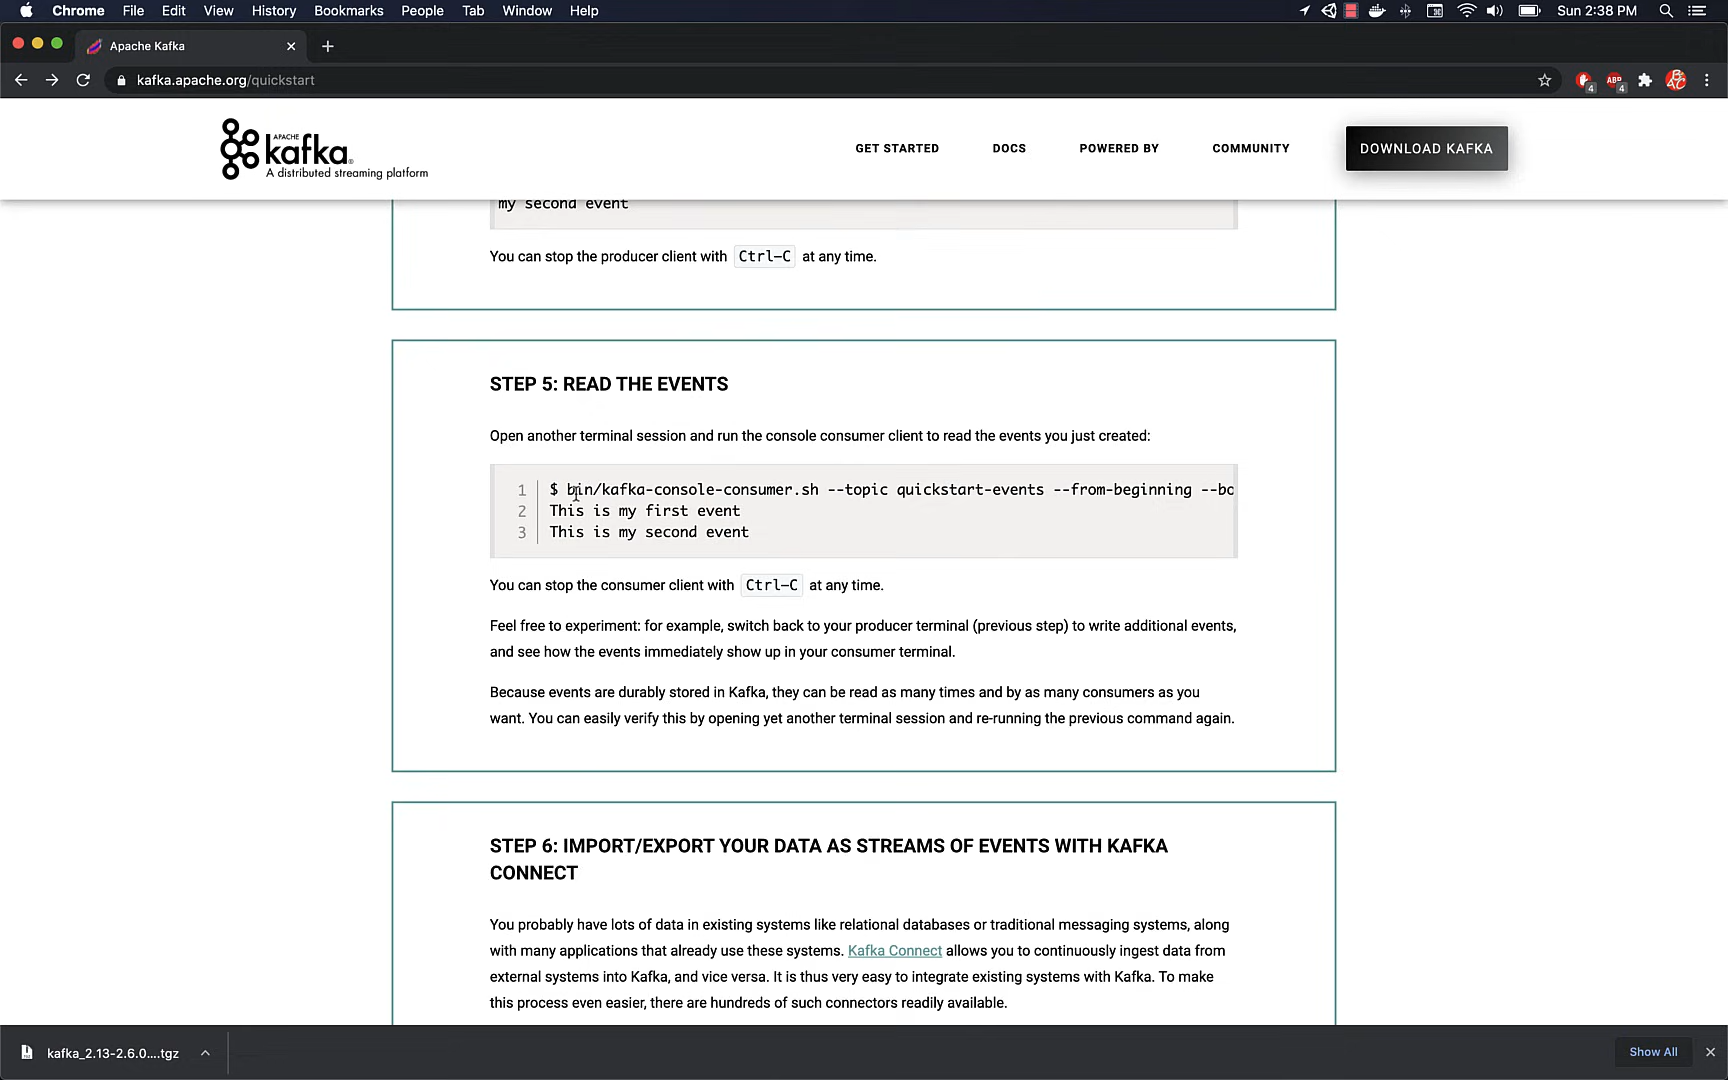 Chrome File Edit View History Bookmarks People Tab Window Help Sun 2:38 PM
Apache Kafka
kafka.apache.org/quickstart
4 ABP 4
APACHE
kafka
A distributed streaming platform
GET STARTED DOCS POWERED BY COMMUNITY DOWNLOAD KAFKA
my second event
You can stop the producer client with Ctrl-C at any time.
STEP 5: READ THE EVENTS
Open another terminal session and run the console consumer client to read the events you just created:
1 $ bin/kafka-console-consumer.sh --topic quickstart-events --from-beginning --bo
2 This is my first event
3 This is my second event
You can stop the consumer client with Ctrl-C at any time.
Feel free to experiment: for example, switch back to your producer terminal (previous step) to write additional events,
and see how the events immediately show up in your consumer terminal.
Because events are durably stored in Kafka, they can be read as many times and by as many consumers as you
want. You can easily verify this by opening yet another terminal session and re-running the previous command again.
STEP 6: IMPORT/EXPORT YOUR DATA AS STREAMS OF EVENTS WITH KAFKA
CONNECT
You probably have lots of data in existing systems like relational databases or traditional messaging systems, along
with many applications that already use these systems. Kafka Connect allows you to continuously ingest data from
external systems into Kafka, and vice versa. It is thus very easy to integrate existing systems with Kafka. To make
this process even easier, there are hundreds of such connectors readily available.
kafka_2.13-2.6.0....tgz Show All